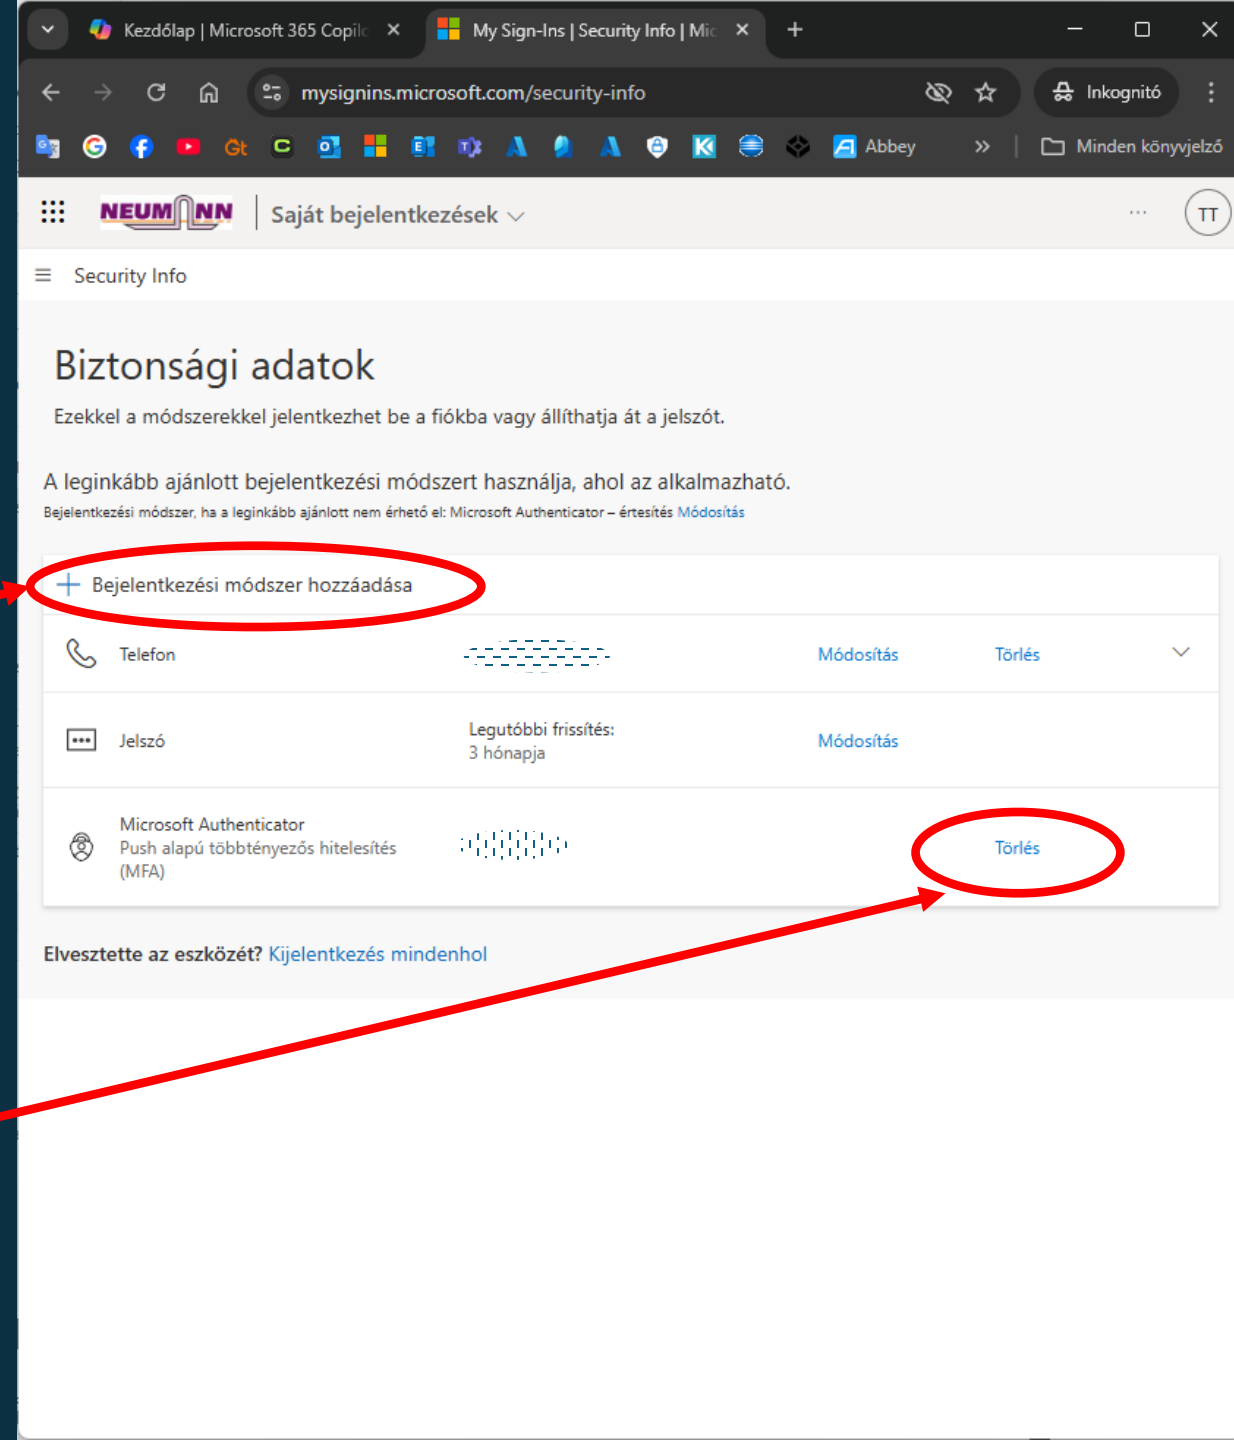 Kezdőlap | Microsoft 365 Copilo
My Sign-Ins | Security Info | Mic
mysignins.microsoft.com/security-info
Inkognitó
Abbey
Minden könyvjelző
NEUMANN
Saját bejelentkezések
TT
Security Info
Biztonsági adatok
Ezekkel a módszerekkel jelentkezhet be a fiókba vagy állíthatja át a jelszót.
A leginkább ajánlott bejelentkezési módszert használja, ahol az alkalmazható.
Bejelentkezési módszer, ha a leginkább ajánlott nem érhető el: Microsoft Authenticator – értesítés Módosítás
Bejelentkezési módszer hozzáadása
Telefon Módosítás Törlés
Legutóbbi frissítés:
Jelszó Módosítás
3 hónapja
Microsoft Authenticator
Push alapú többtényezős hitelesítés Törlés
(MFA)
Elvesztette az eszközét? Kijelentkezés mindenhol